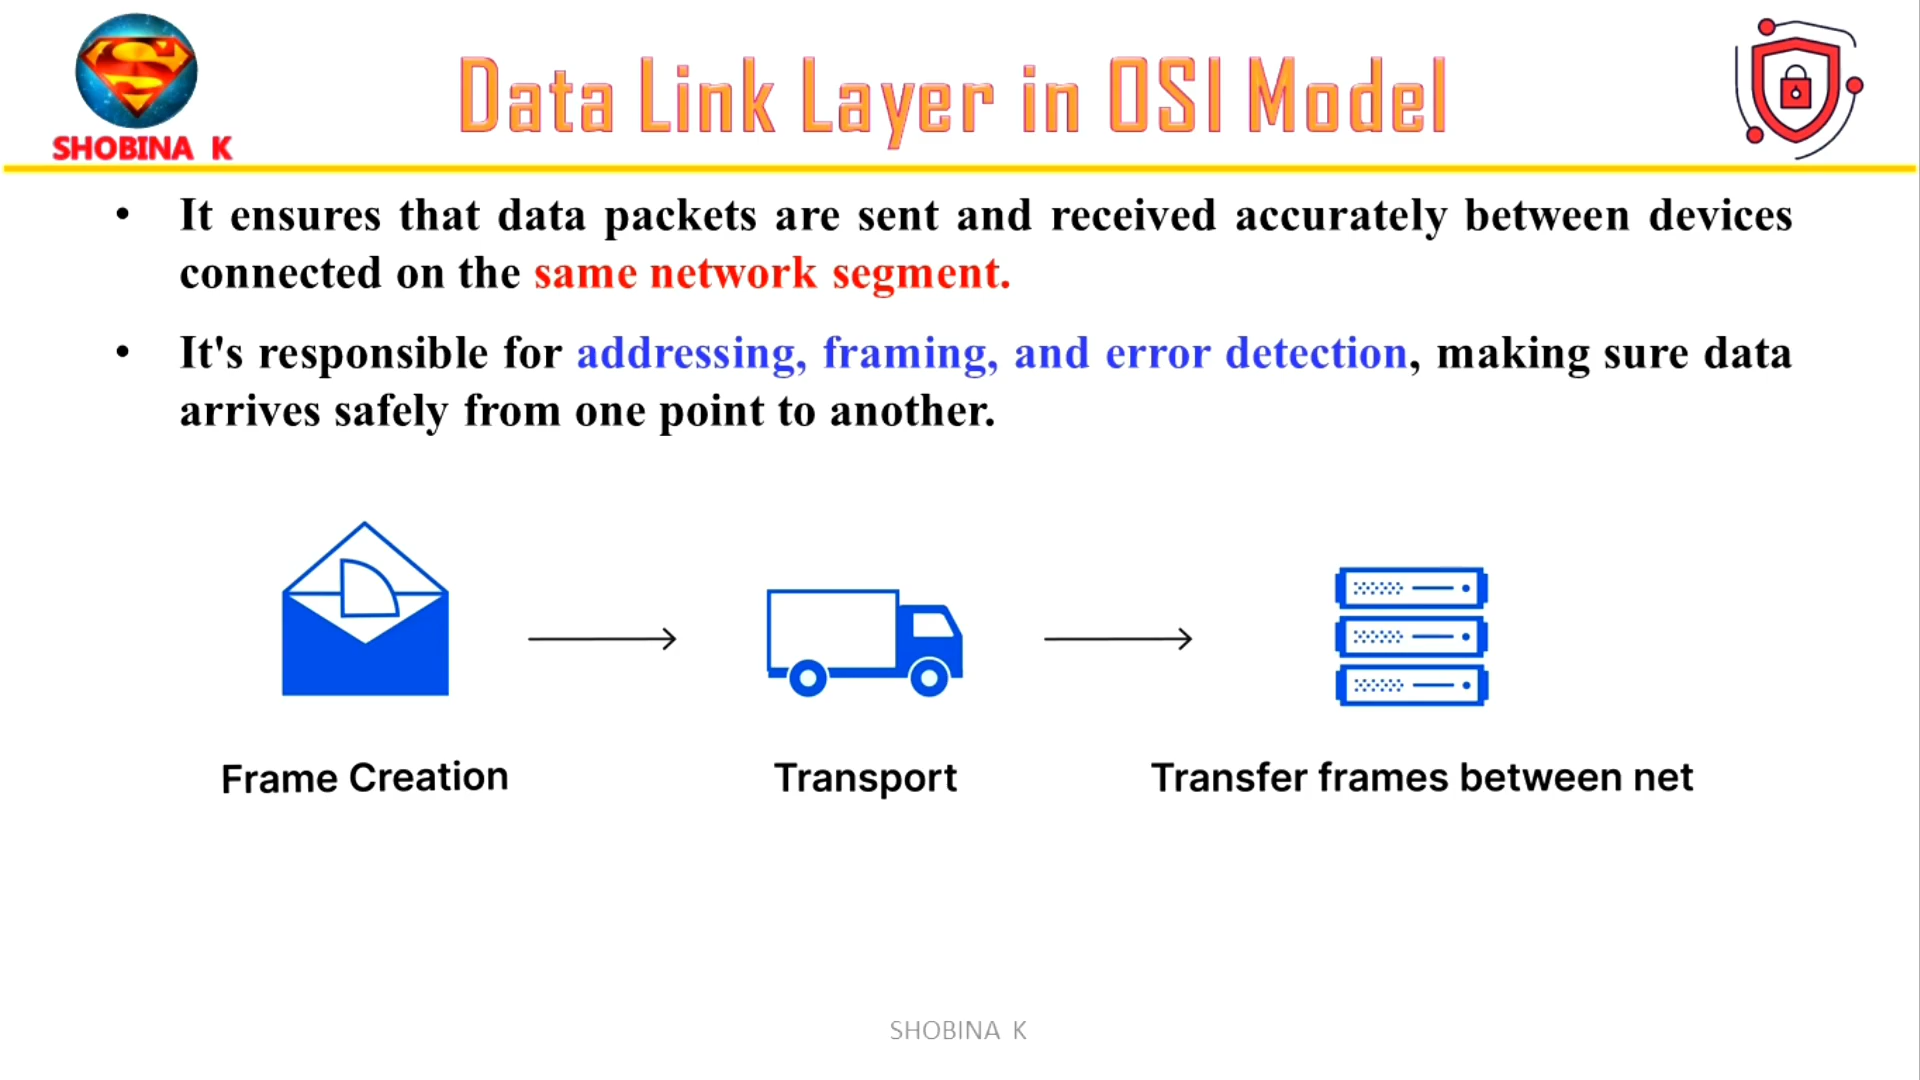 SHOBINA K
Data Link Layer in OSI Model
• It ensures that data packets are sent and received accurately between devices
connected on the same network segment.
• It's responsible for addressing, framing, and error detection, making sure data
arrives safely from one point to another.
Frame Creation
Transport
Transfer frames between net
SHOBINA K